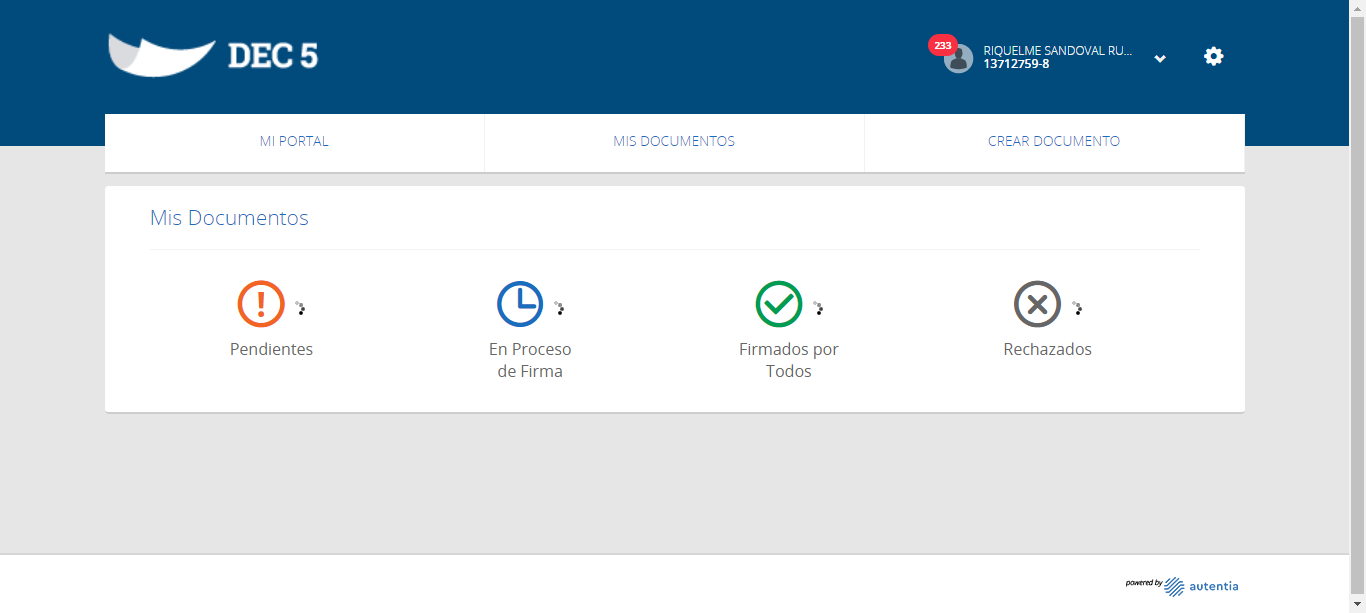 DEC 5
233
RIQUELME SANDOVAL RU...
13712759-8
MI PORTAL
MIS DOCUMENTOS
CREAR DOCUMENTO
Mis Documentos
Pendientes
En Proceso
de Firma
Firmados por
Todos
Rechazados
powered by autentia